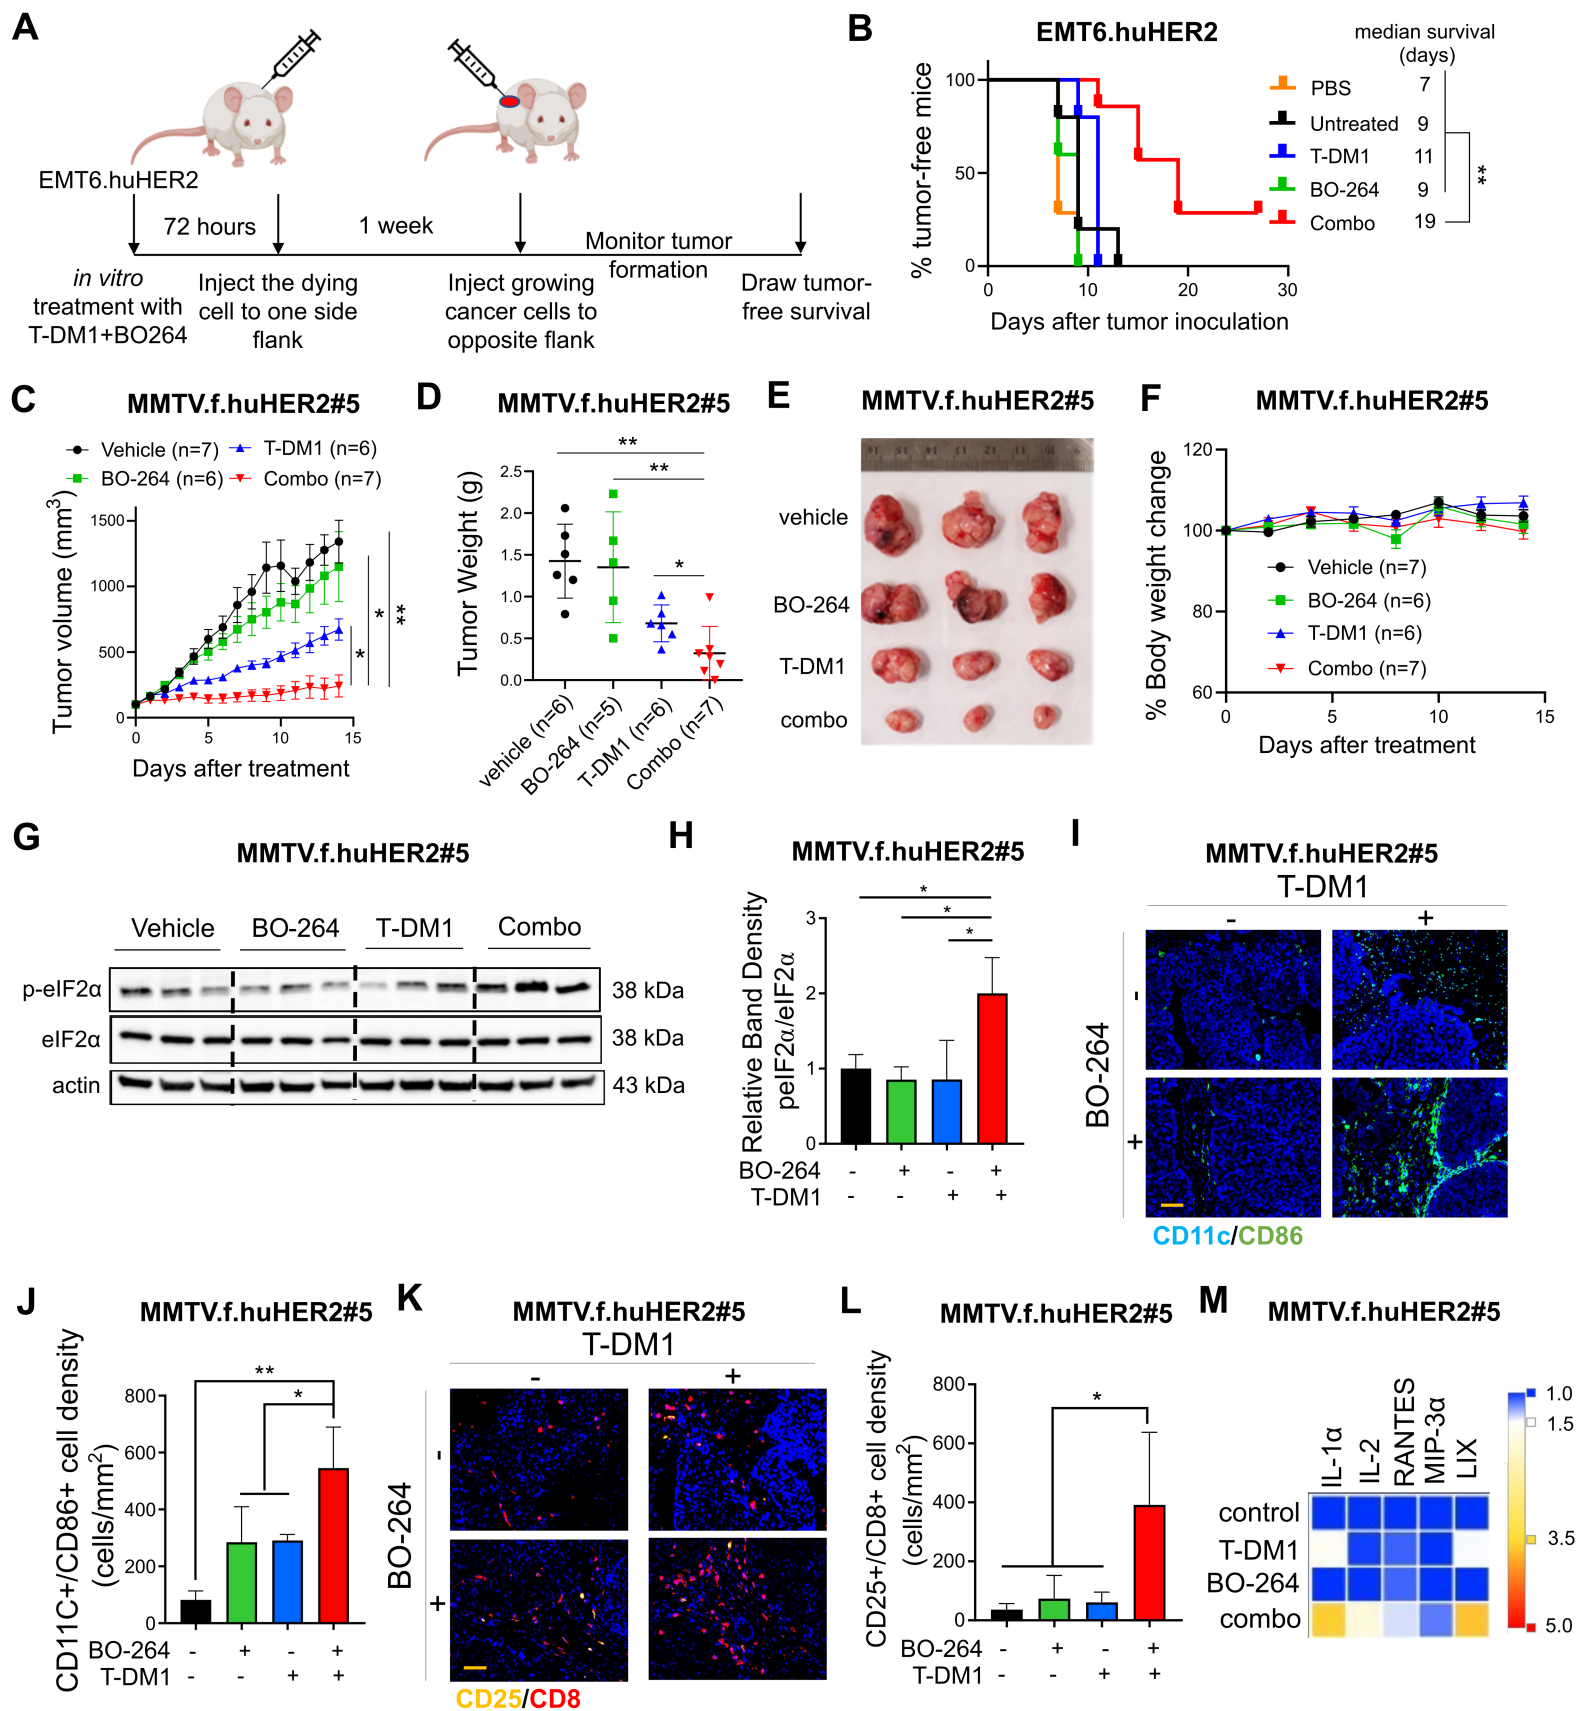 A
EMT6.huHER2
72 hours
1 week
Monitor tumor
formation
in vitro
treatment with
T-DM1+BO264
Inject the dying
cell to one side
flank
Inject growing
cancer cells to
opposite flank
Draw tumor-
free survival
B
EMT6.huHER2
median survival
(days)
% tumor-free mice
100
50
0
0 10 20 30
Days after tumor inoculation
PBS 7
Untreated 9
T-DM1 11
BO-264 9
Combo 19
**
C
MMTV.f.huHER2#5
Vehicle (n=7) T-DM1 (n=6)
BO-264 (n=6) Combo (n=7)
Tumor volume (mm3)
1500
1000
500
0
0 5 10 15
Days after treatment
*
*
**
D
MMTV.f.huHER2#5
Tumor Weight (g)
**
**
*
2.5
2.0
1.5
1.0
0.5
0.0
vehicle (n=6)
BO-264 (n=5)
T-DM1 (n=6)
Combo (n=7)
E
MMTV.f.huHER2#5
16 15 14 13 12 11 10 9
vehicle
BO-264
T-DM1
combo
F
MMTV.f.huHER2#5
% Body weight change
120
100
80
60
Vehicle (n=7)
BO-264 (n=6)
T-DM1 (n=6)
Combo (n=7)
0 5 10 15
Days after treatment
G
MMTV.f.huHER2#5
Vehicle BO-264 T-DM1 Combo
p-eIF2α 38 kDa
eIF2α 38 kDa
actin 43 kDa
H
MMTV.f.huHER2#5
Relative Band Density
peIF2α/eIF2α
*
*
*
3
2
1
0
BO-264 - + - +
T-DM1 - - + +
I
MMTV.f.huHER2#5
T-DM1
- +
BO-264
-
+
CD11c/CD86
J
MMTV.f.huHER2#5
CD11C+/CD86+ cell density
(cells/mm2)
**
*
800
600
400
200
0
BO-264 - + - +
T-DM1 - - + +
K
MMTV.f.huHER2#5
T-DM1
- +
BO-264
-
+
CD25/CD8
L
MMTV.f.huHER2#5
CD25+/CD8+ cell density
(cells/mm2)
*
800
600
400
200
0
BO-264 - + - +
T-DM1 - - + +
M
MMTV.f.huHER2#5
IL-1α
IL-2
RANTES
MIP-3α
LIX
control
T-DM1
BO-264
combo
1.0
1.5
3.5
5.0